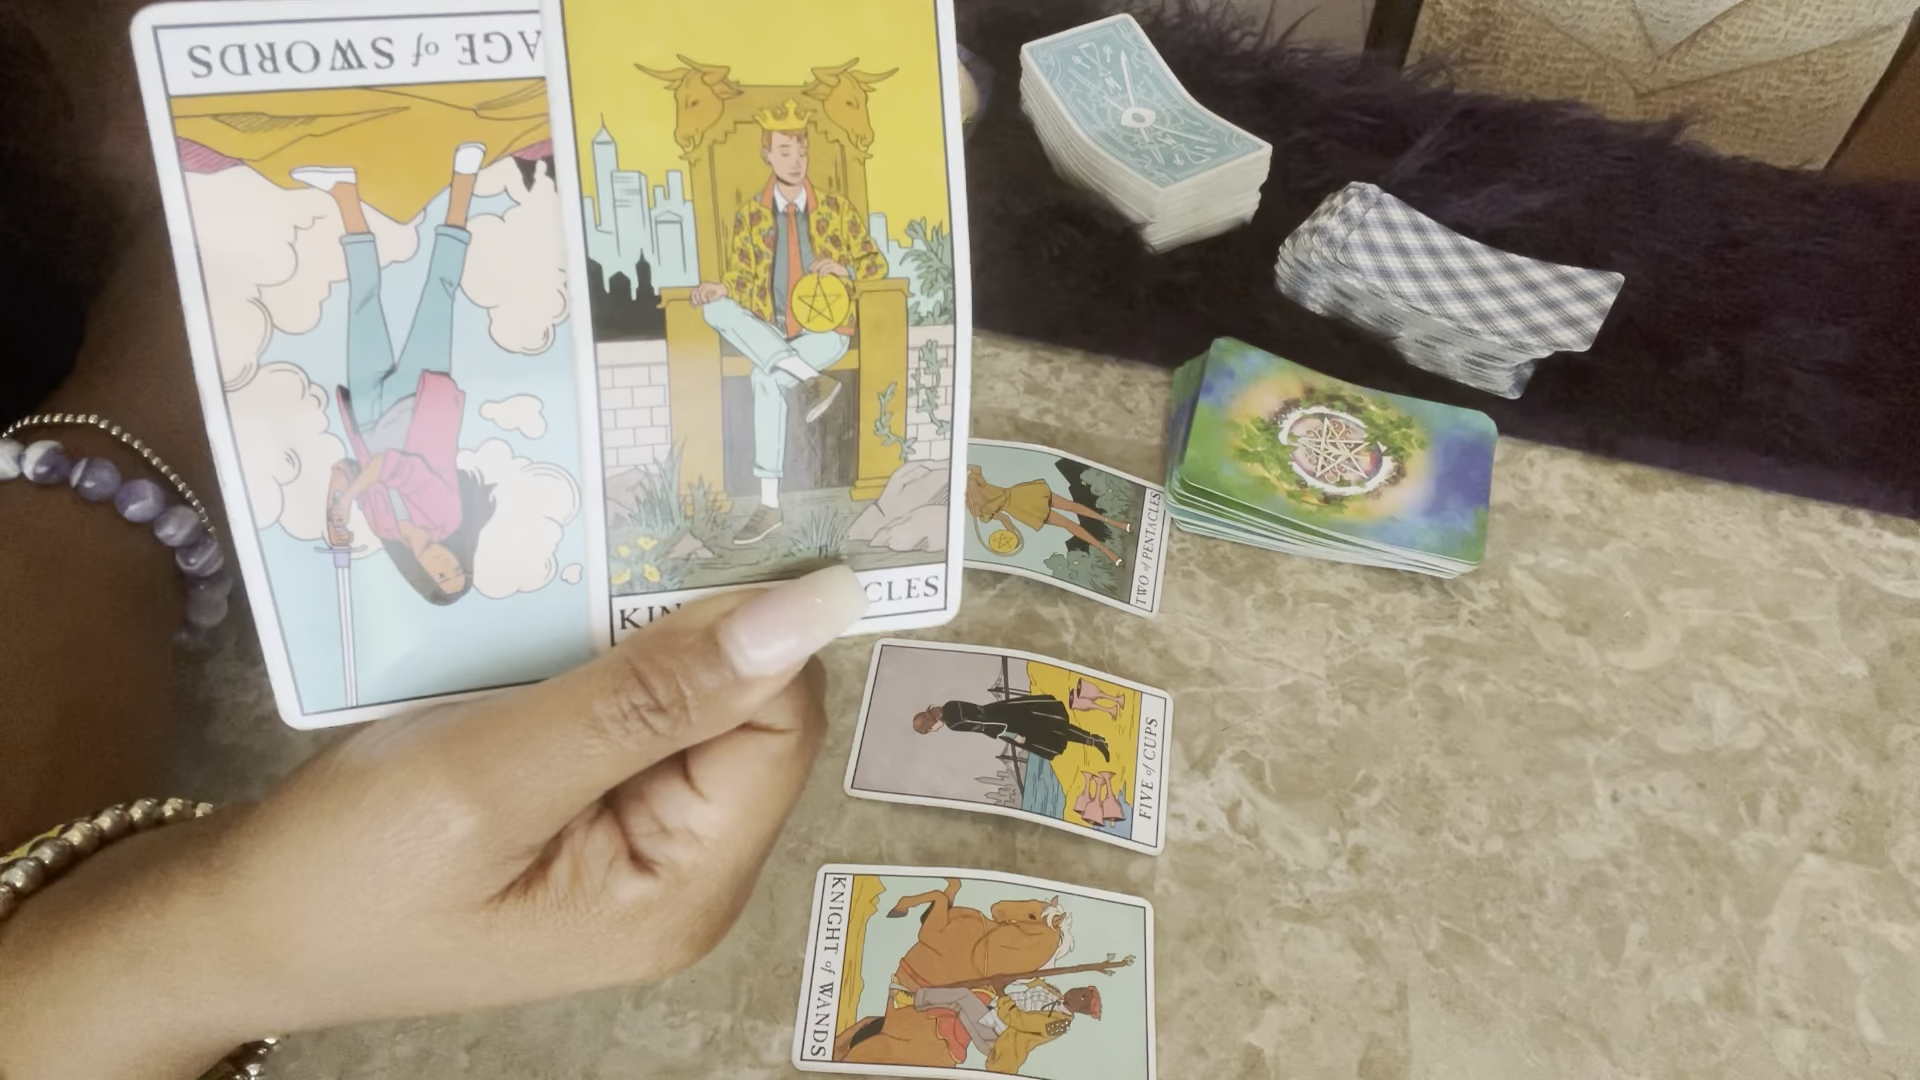 AGE of SWORDS
KIN CLES
TWO of PENTACLES
FIVE of CUPS
KNIGHT of WANDS